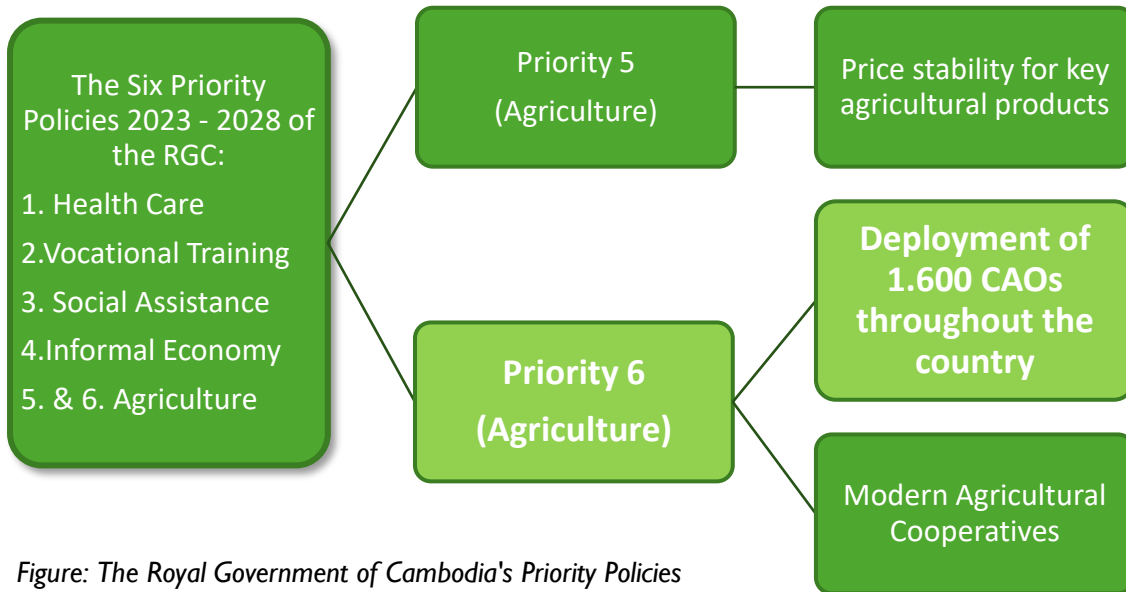 The Six Priority
Policies 2023 - 2028 of
the RGC:
1. Health Care
2.Vocational Training
3. Social Assistance
4.Informal Economy
5. & 6. Agriculture
Priority 5
(Agriculture)
Price stability for key
agricultural products
Priority 6
(Agriculture)
Deployment of
1.600 CAOs
throughout the
country
Modern Agricultural
Cooperatives
Figure: The Royal Government of Cambodia's Priority Policies